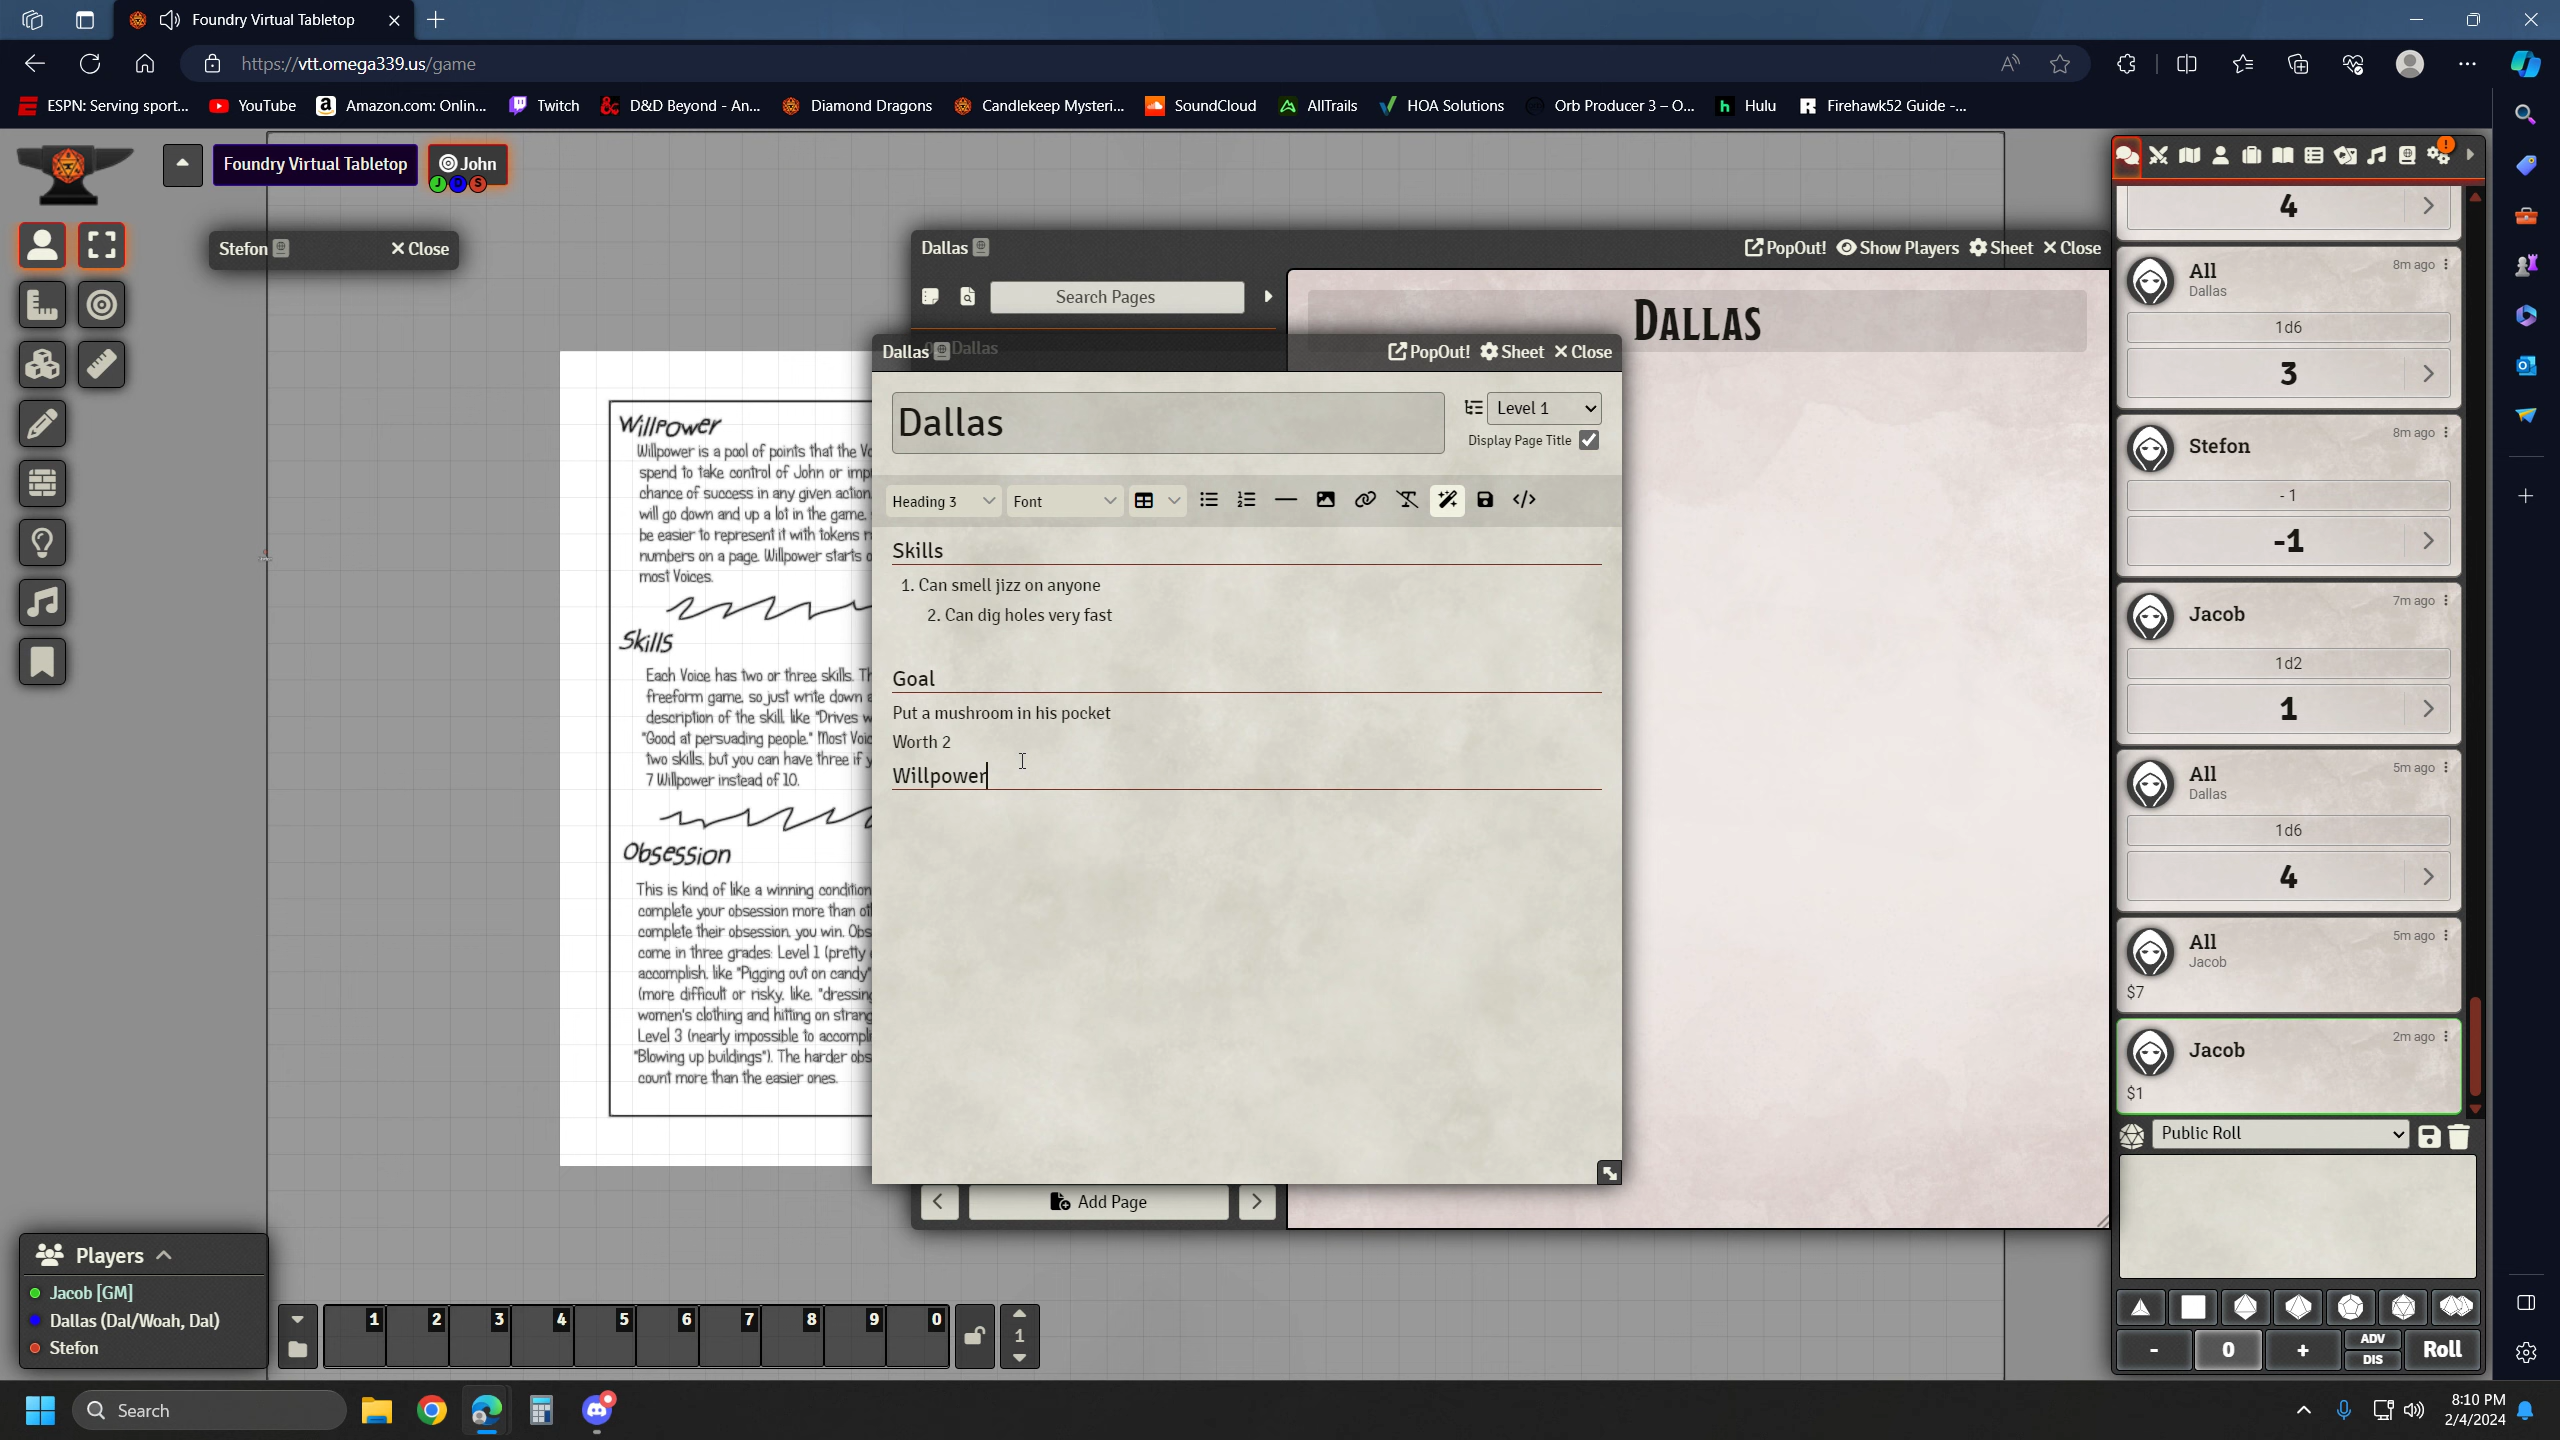 Foundry Virtual Tabletop
https://vtt.omega339.us/game
ESPN: Serving sport...
YouTube
Amazon.com: Onlin...
Twitch
D&D Beyond - An...
Diamond Dragons
Candlekeep Mysteri...
SoundCloud
AllTrails
HOA Solutions
Orb Producer 3 – O...
Hulu
Firehawk52 Guide -...
Foundry Virtual Tabletop
John
J D S
Stefon
Close
Dallas
PopOut! Show Players Sheet Close
Search Pages
Dallas
DALLAS
Dallas
PopOut! Sheet Close
Dallas
Level 1
Display Page Title
Heading 3
Font
Skills
1. Can smell jizz on anyone
2. Can dig holes very fast
Goal
Put a mushroom in his pocket
Worth 2
Willpower
Add Page
Willpower
Willpower is a pool of points that the
spend to take control of John or
chance of success in any given action.
will go down and up a lot in the game.
be easier to represent it with tokens
numbers on a page. Willpower starts
most Voices.
Skills
Each Voice has two or three skills.
freeform game, so just write down
description of the skill, like "Drives
"Good at persuading people." Most
two skills, but you can have three if
7 Willpower instead of 10.
Obsession
This is kind of like a winning condition
complete your obsession more than
complete their obsession, you win.
come in three grades: Level 1 (pretty
accomplish, like "Pigging out on candy"
(more difficult or risky, like, "dressing
women's clothing and hitting on
Level 3 (nearly impossible to
"Blowing up buildings"). The harder
count more than the easier ones.
4
All
8m ago
Dallas
1d6
3
Stefon
8m ago
- 1
-1
Jacob
7m ago
1d2
1
All
5m ago
Dallas
1d6
4
All
5m ago
Jacob
$7
Jacob
2m ago
$1
Public Roll
- 0 + ADV DIS Roll
Players
Jacob [GM]
Dallas (Dal/Woah, Dal)
Stefon
1 2 3 4 5 6 7 8 9 0
1
Search
8:10 PM
2/4/2024